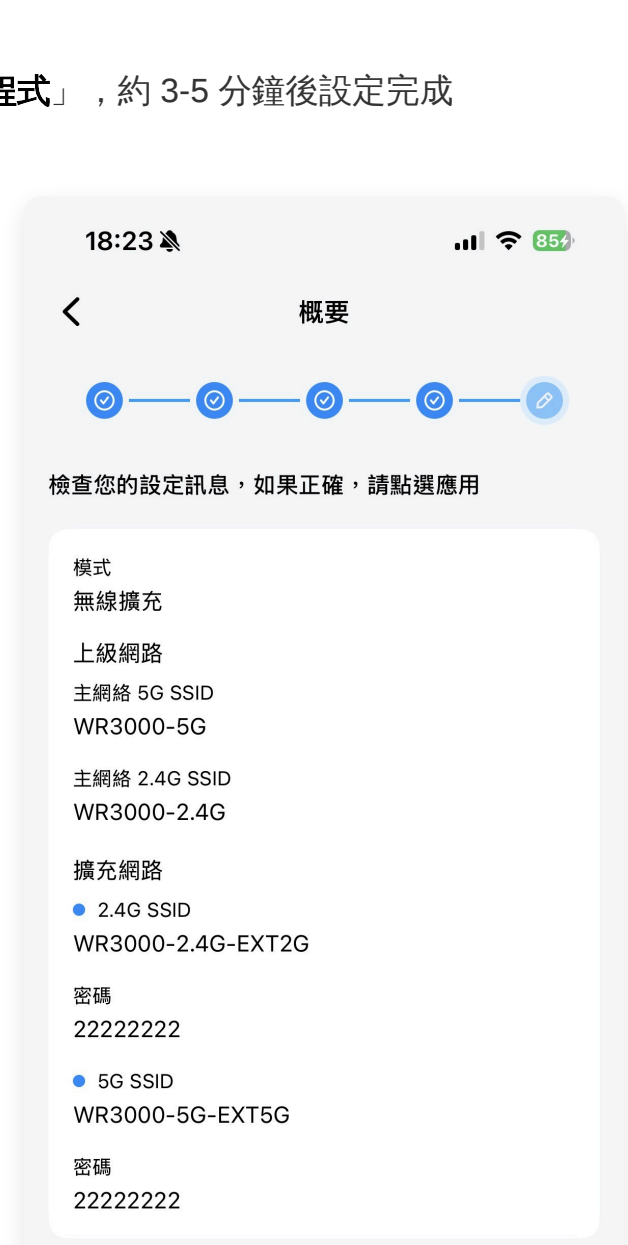 程式」，約 3-5 分鐘後設定完成
18:23
85
概要
檢查您的設定訊息，如果正確，請點選應用
模式
無線擴充
上級網路
主網絡 5G SSID
WR3000-5G
主網絡 2.4G SSID
WR3000-2.4G
擴充網路
2.4G SSID
WR3000-2.4G-EXT2G
密碼
22222222
5G SSID
WR3000-5G-EXT5G
密碼
22222222